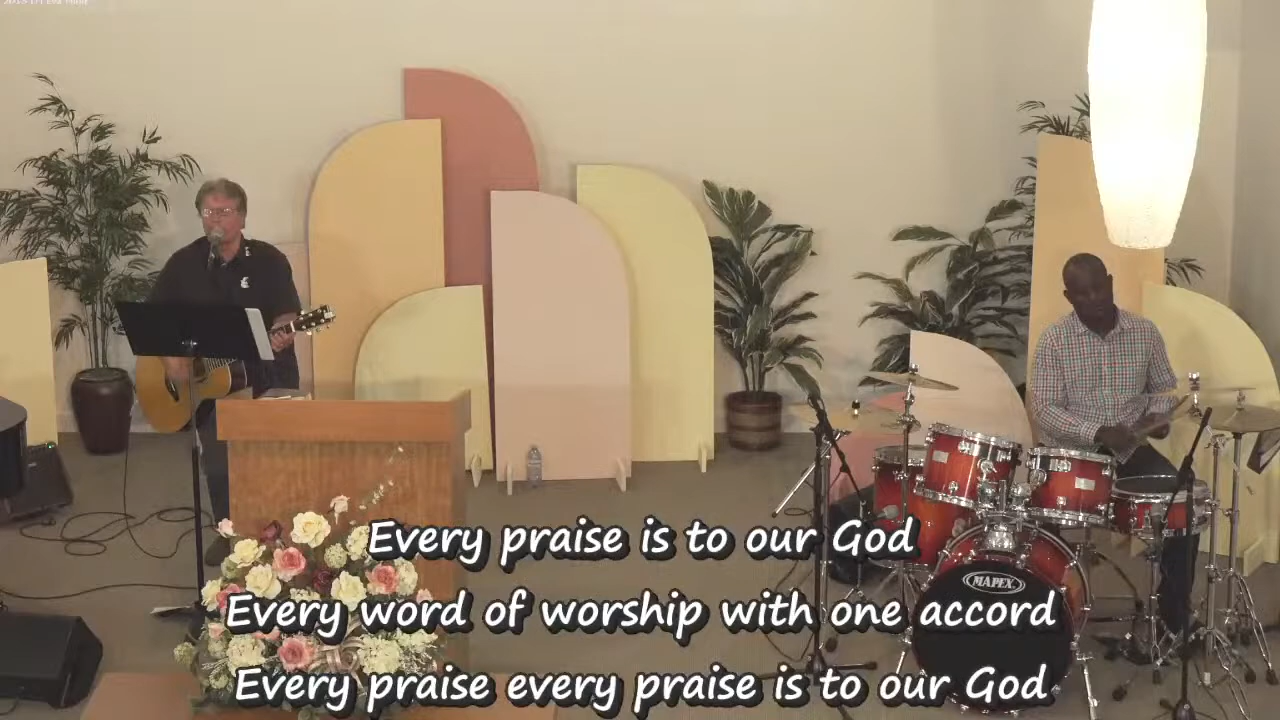 Every praise is to our God
Every word of worship with one accord
MAPEX
Every praise every praise is to our God